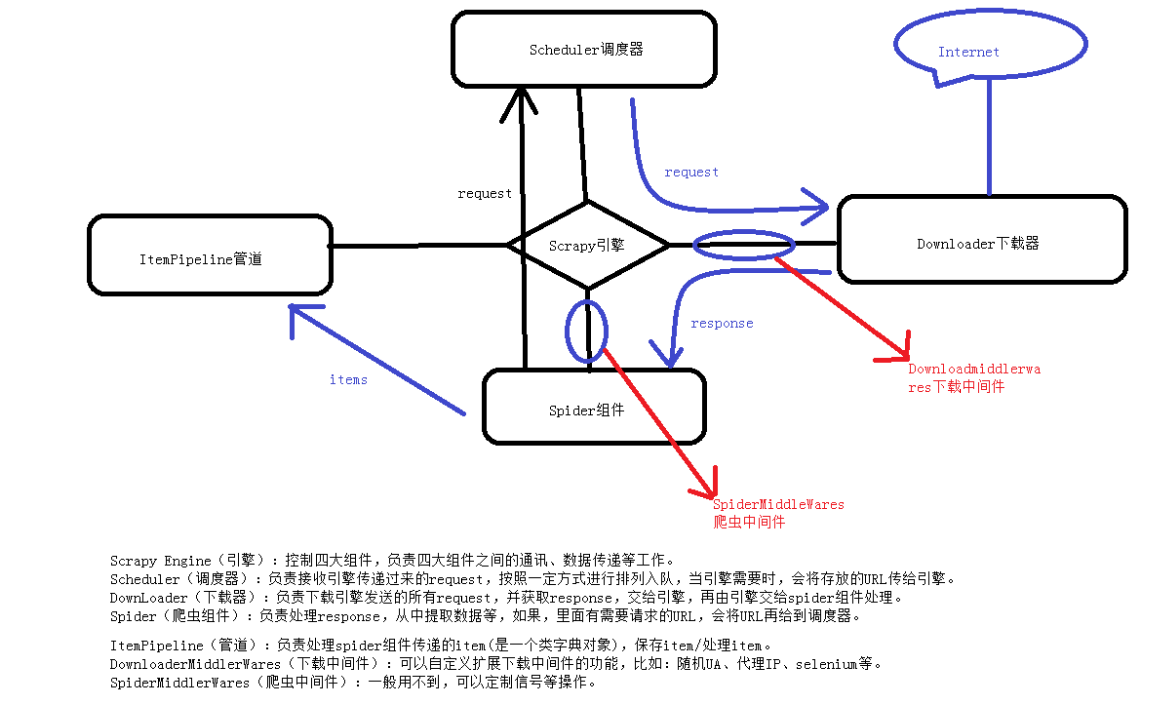 Scheduler调度器
Internet
request
request
Scrapy引擎
Downloader下载器
ItemPipeline管道
response
items
Downloadmiddlerwa
res下载中间件
Spider组件
SpiderMiddleWares
爬虫中间件
Scrapy Engine（引擎）：控制四大组件，负责四大组件之间的通讯、数据传递等工作。
Scheduler（调度器）：负责接收引擎传递过来的request，按照一定方式进行排列入队，当引擎需要时，会将存放的URL传给引擎。
DownLoader（下载器）：负责下载引擎发送的所有request，并获取response，交给引擎，再由引擎交给spider组件处理。
Spider（爬虫组件）：负责处理response，从中提取数据等，如果，里面有需要请求的URL，会将URL再给到调度器。
ItemPipeline（管道）：负责处理spider组件传递的item(是一个类字典对象)，保存item/处理item。
DownloaderMiddlerWares（下载中间件）：可以自定义扩展下载中间件的功能，比如：随机UA、代理IP、selenium等。
SpiderMiddlerWares（爬虫中间件）：一般用不到，可以定制信号等操作。